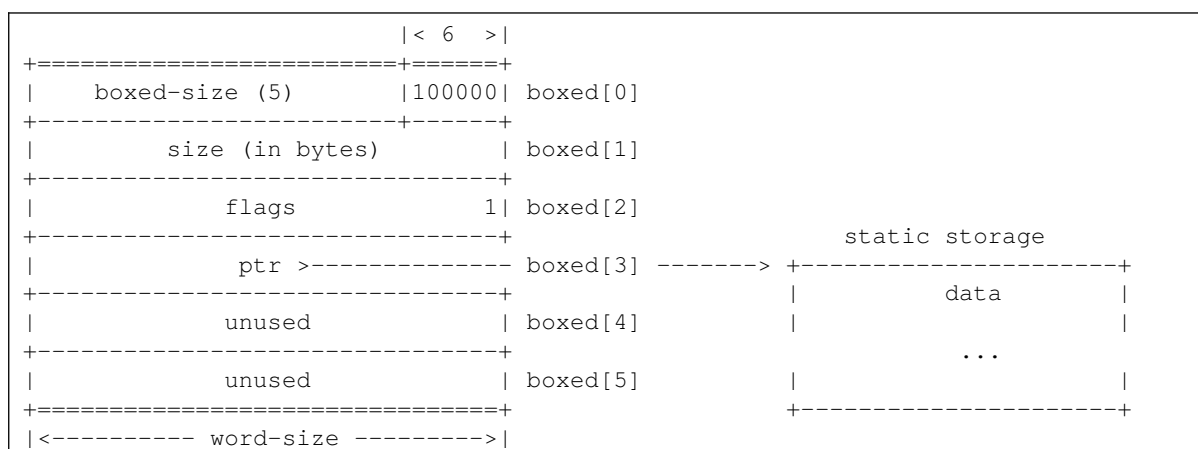 |< 6  >|
+=========================+======+
|    boxed-size (5)       |100000| boxed[0]
+-------------------------+------+
|         size (in bytes)        | boxed[1]
+--------------------------------+
|             flags             1| boxed[2]
+--------------------------------+                       static storage
|              ptr >-------------- boxed[3] -------> +----------------------+
+--------------------------------+                   |          data        |
|             unused             | boxed[4]          |                      |
+--------------------------------+                              ...
|             unused             | boxed[5]          |                      |
+================================+                   +----------------------+
|<---------- word-size --------->|